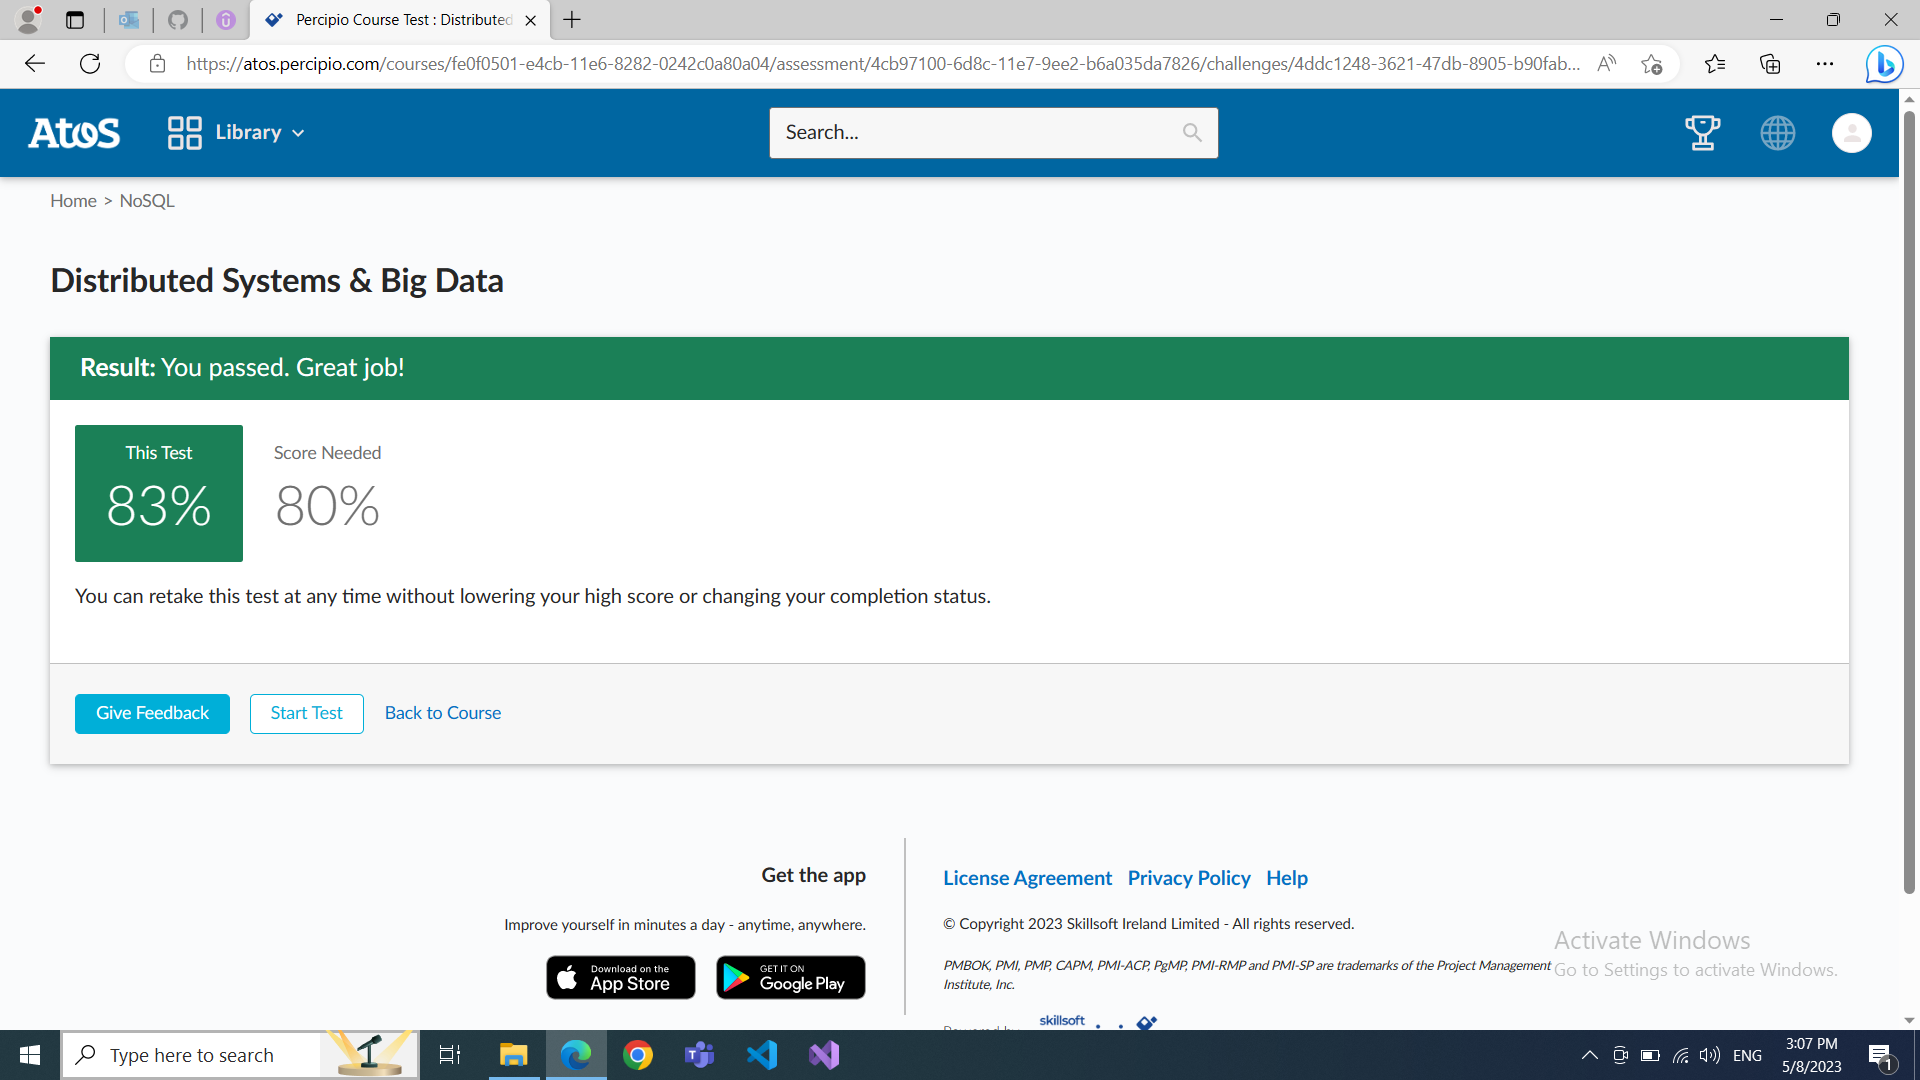 Percipio Course Test : Distributed
https://atos.percipio.com/courses/fe0f0501-e4cb-11e6-8282-0242c0a80a04/assessment/4cb97100-6d8c-11e7-9ee2-b6a035da7826/challenges/4ddc1248-3621-47db-8905-b90fab...
Atos
Library
Search...
Home > NoSQL
Distributed Systems & Big Data
Result: You passed. Great job!
This Test
83%
Score Needed
80%
You can retake this test at any time without lowering your high score or changing your completion status.
Give Feedback
Start Test
Back to Course
Get the app
Improve yourself in minutes a day - anytime, anywhere.
Download on the
App Store
GET IT ON
Google Play
License Agreement Privacy Policy Help
© Copyright 2023 Skillsoft Ireland Limited - All rights reserved.
PMBOK, PMI, PMP, CAPM, PMI-ACP, PgMP, PMI-RMP and PMI-SP are trademarks of the Project Management
Institute, Inc.
Powered by
skillsoft
Activate Windows
Go to Settings to activate Windows.
Type here to search
ENG
3:07 PM
5/8/2023
1